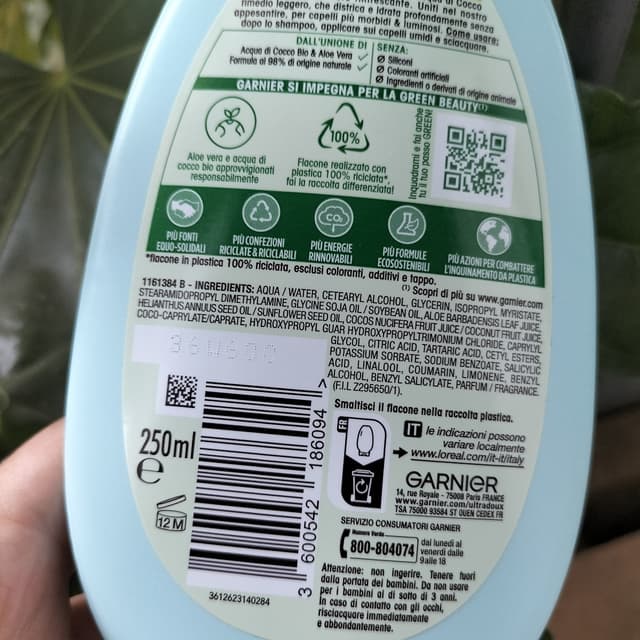 rimedio leggero, che districa e idrata profondamente senza
appesantire, per capelli più morbidi & luminosi. Come usare:
dopo lo shampoo, applicare sui capelli umidi e sciacquare.
DALL'UNIONE DI
Acqua di Cocco Bio & Aloe Vera
Formula al 98% di origine naturale
SENZA:
Siliconi
Coloranti artificiali
Ingredienti o derivati di origine animale
GARNIER SI IMPEGNA PER LA GREEN BEAUTY(1)
Aloe vera e acqua di
cocco bio approvvigionati
responsabilmente
100%
Flacone realizzato con
plastica 100% riciclata*,
fai la raccolta differenziata!
Inquadrami e fai anche
tu il tuo passo GREEN!
PIÙ FONTI
EQUO-SOLIDALI
PIÙ CONFEZIONI
RICICLATE & RICICLABILI
CO2
PIÙ ENERGIE
RINNOVABILI
PIÙ FORMULE
ECOSOSTENIBILI
PIÙ AZIONI PER COMBATTERE
L'INQUINAMENTO DA PLASTICA
*flacone in plastica 100% riciclata, esclusi coloranti, additivi e tappo.
(1) Scopri di più su www.garnier.com
1161384 B - INGREDIENTS: AQUA / WATER, CETEARYL ALCOHOL, GLYCERIN, ISOPROPYL MYRISTATE,
STEARAMIDOPROPYL DIMETHYLAMINE, GLYCINE SOJA OIL / SOYBEAN OIL, ALOE BARBADENSIS LEAF JUICE,
HELIANTHUS ANNUUS SEED OIL / SUNFLOWER SEED OIL, COCOS NUCIFERA FRUIT JUICE / COCONUT FRUIT JUICE,
COCO-CAPRYLATE/CAPRATE, HYDROXYPROPYL GUAR HYDROXYPROPYLTRIMONIUM CHLORIDE, CAPRYLYL
GLYCOL, CITRIC ACID, TARTARIC ACID, CETYL ESTERS,
POTASSIUM SORBATE, SODIUM BENZOATE, SALICYLIC
ACID, LINALOOL, COUMARIN, LIMONENE, BENZYL
ALCOHOL, BENZYL SALICYLATE, PARFUM / FRAGRANCE.
(F.I.L. Z295650/1).
Smaltisci il flacone nella raccolta plastica.
FR
IT le indicazioni possono
variare localmente
www.loreal.com/it-it/italy
250ml
e
12 M
3 600542 186094 >
3612623140284
GARNIER
14, rue Royale - 75008 Paris FRANCE
www.garnier.com/ultradoux
TSA 75000 93584 ST OUEN CEDEX FR
SERVIZIO CONSUMATORI GARNIER
Numero Verde
800-804074
dal lunedì al
venerdì dalle
9 alle 18
Attenzione: non ingerire. Tenere fuori
dalla portata dei bambini. Da non usare
per i bambini al di sotto di 3 anni.
In caso di contatto con gli occhi,
risciacquare immediatamente
e abbondantemente.